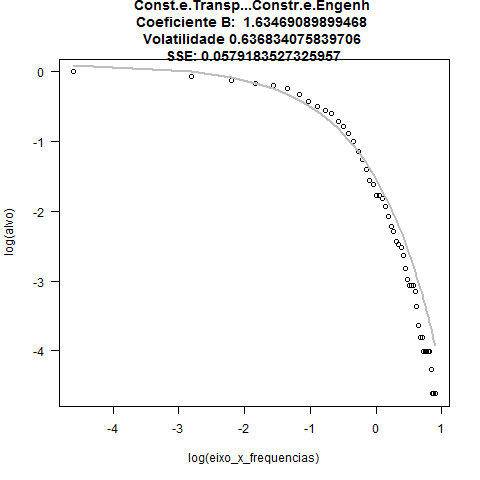 Const.e.Transp...Constr.e.Engenh
Coeficiente B:  1.63469089899468
Volatilidade 0.636834075839706
SSE: 0.0579183527325957
0
-1
-2
-3
-4
log(alvo)
-4 -3 -2 -1 0 1
log(eixo_x_frequencias)